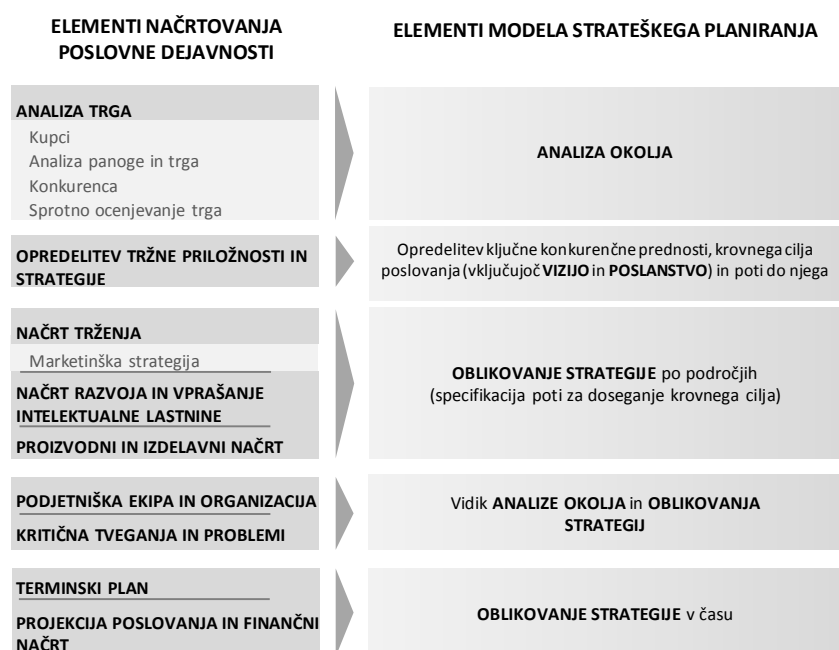 ELEMENTI NAČRTOVANJA
POSLOVNE DEJAVNOSTI
ELEMENTI MODELA STRATEŠKEGA PLANIRANJA
ANALIZA TRGA
Kupci
Analiza panoge in trga
Konkurenca
Sprotno ocenjevanje trga
ANALIZA OKOLJA
OPREDELITEV TRŽNE PRILOŽNOSTI IN
STRATEGIJE
Opredelitev ključne konkurenčne prednosti, krovnega cilja
poslovanja (vključujoč VIZIJO in POSLANSTVO) in poti do njega
NAČRT TRŽENJA
Marketinška strategija
NAČRT RAZVOJA IN VPRAŠANJE
INTELEKTUALNE LASTNINE
PROIZVODNI IN IZDELAVNI NAČRT
OBLIKOVANJE STRATEGIJE po področjih
(specifikacija poti za doseganje krovnega cilja)
PODJETNIŠKA EKIPA IN ORGANIZACIJA
KRITIČNA TVEGANJA IN PROBLEMI
Vidik ANALIZE OKOLJA in OBLIKOVANJA
STRATEGIJ
TERMINSKI PLAN
PROJEKCIJA POSLOVANJA IN FINANČNI
NAČRT
OBLIKOVANJE STRATEGIJE v času